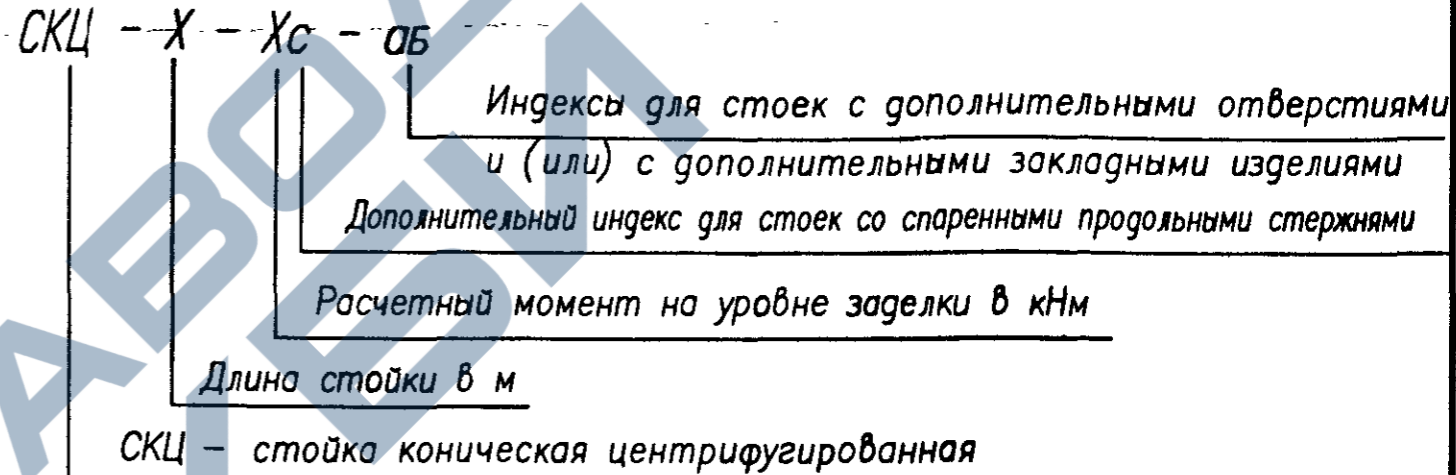 СКЦ - Х - Хс - аб
Индексы для стоек с дополнительными отверстиями
и (или) с дополнительными закладными изделиями
Дополнительный индекс для стоек со спаренными продольными стержнями
Расчетный момент на уровне заделки в кНм
Длина стойки в м
СКЦ – стойка коническая центрифугированная